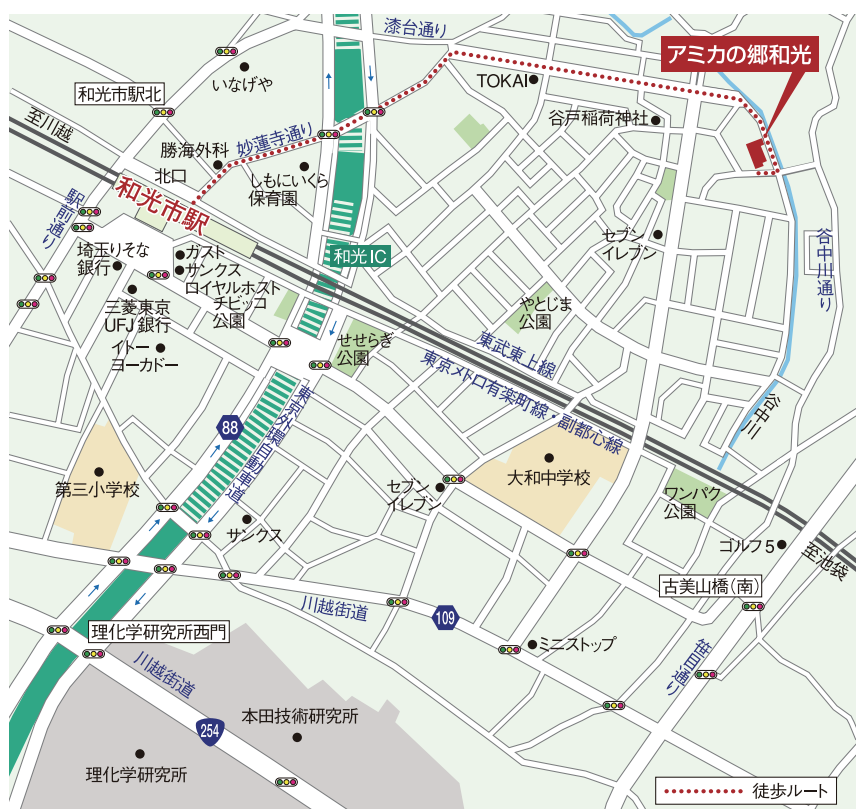 漆台通り
アミカの郷和光
いなげや
TOKAI
和光市駅北
谷戸稲荷神社
至川越
妙蓮寺通り
勝海外科
北口
しもにいくら
保育園
和光市駅
駅前通り
セブン
イレブン
谷中川通り
埼玉りそな
銀行
ガスト
サンクス
ロイヤルホスト
チビッコ
公園
和光IC
三菱東京
UFJ銀行
イトー
ヨーカドー
やとじま
公園
せせらぎ
公園
東武東上線
東京メトロ有楽町線・副都心線
谷中川
88
東京外環自動車道
第三小学校
セブン
イレブン
大和中学校
ワンパク
公園
サンクス
ゴルフ5
至池袋
古美山橋(南)
川越街道
109
理化学研究所西門
ミニストップ
笹目通り
川越街道
254
本田技術研究所
理化学研究所
徒歩ルート